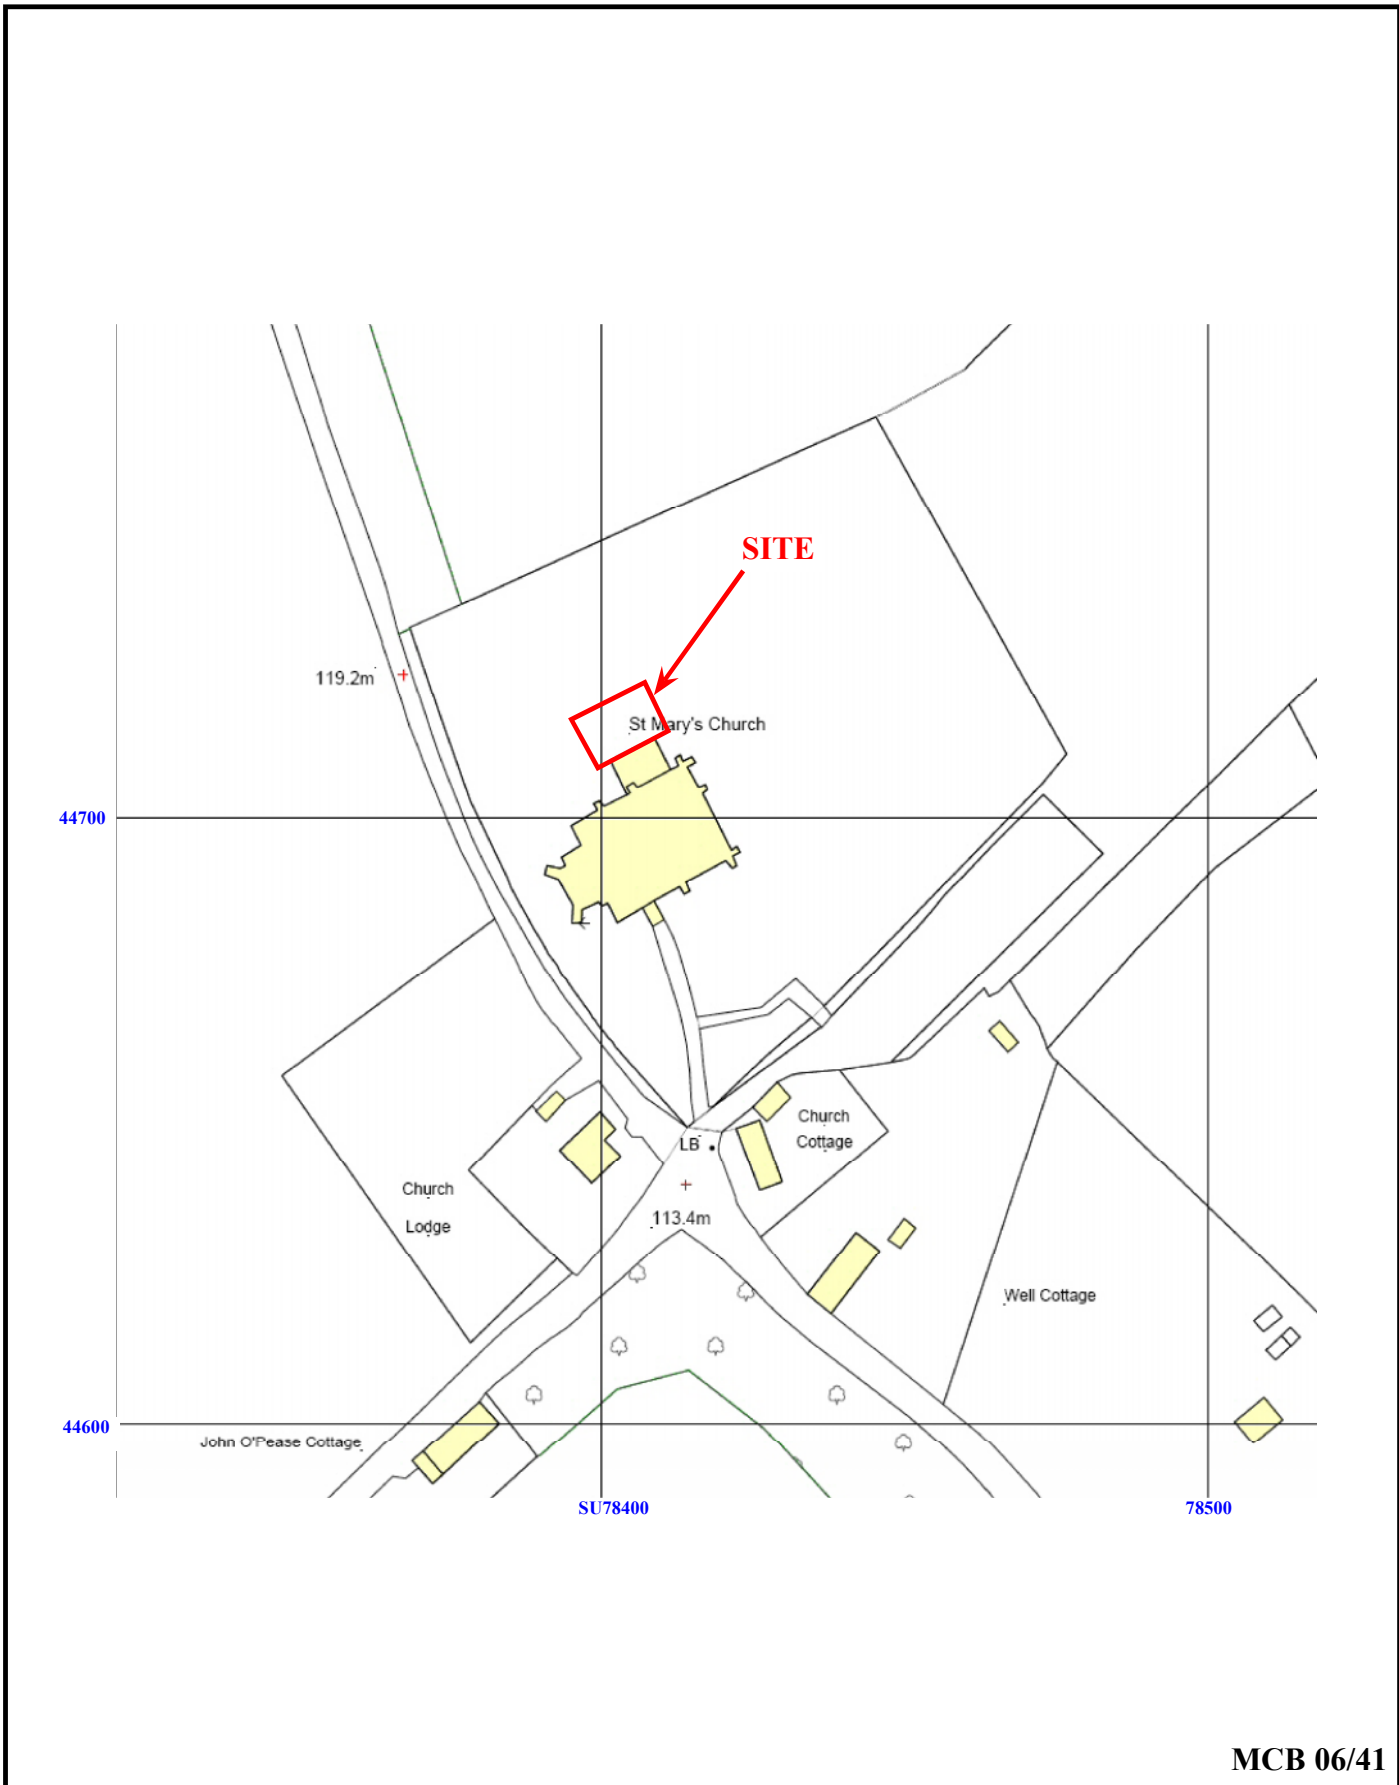 SITE
119.2m
St Mary's Church
44700
Church
Cottage
LB
Church
Lodge
113.4m
Well Cottage
44600
John O'Pease Cottage
SU78400
78500
MCB 06/41